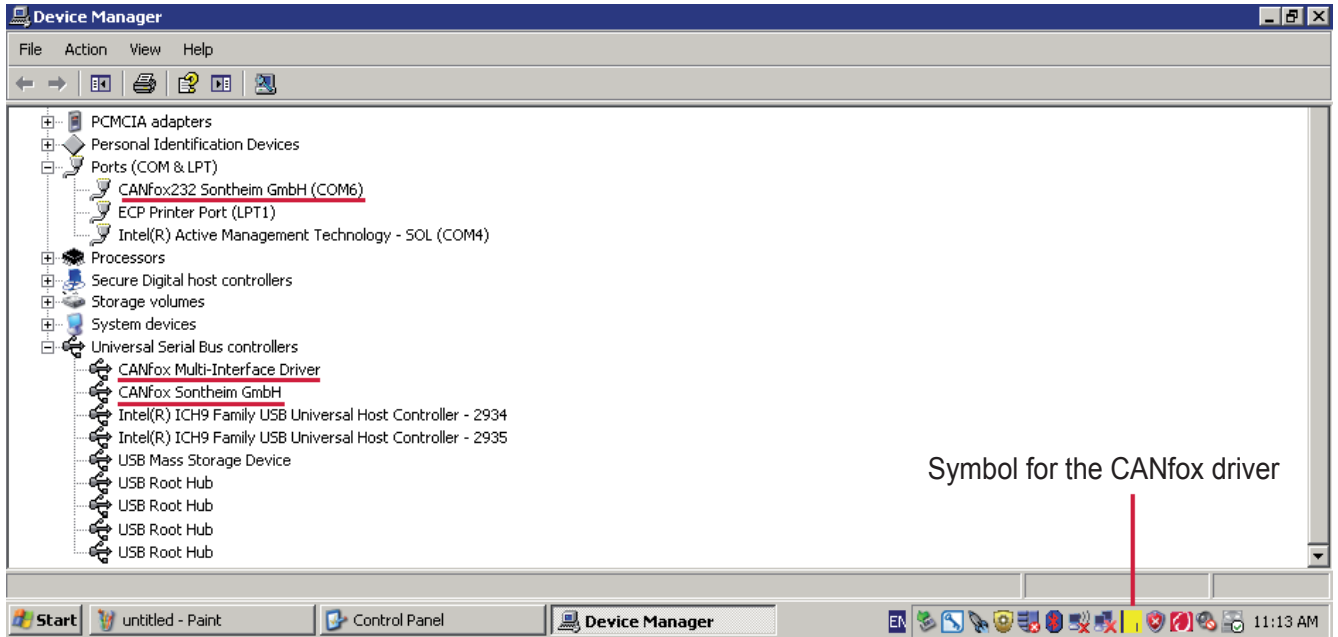 Device Manager
File Action View Help
PCMCIA adapters
Personal Identification Devices
Ports (COM & LPT)
CANfox232 Sontheim GmbH (COM6)
ECP Printer Port (LPT1)
Intel(R) Active Management Technology - SOL (COM4)
Processors
Secure Digital host controllers
Storage volumes
System devices
Universal Serial Bus controllers
CANfox Multi-Interface Driver
CANfox Sontheim GmbH
Intel(R) ICH9 Family USB Universal Host Controller - 2934
Intel(R) ICH9 Family USB Universal Host Controller - 2935
USB Mass Storage Device
USB Root Hub
USB Root Hub
USB Root Hub
USB Root Hub
Symbol for the CANfox driver
Start untitled - Paint Control Panel Device Manager EN 11:13 AM